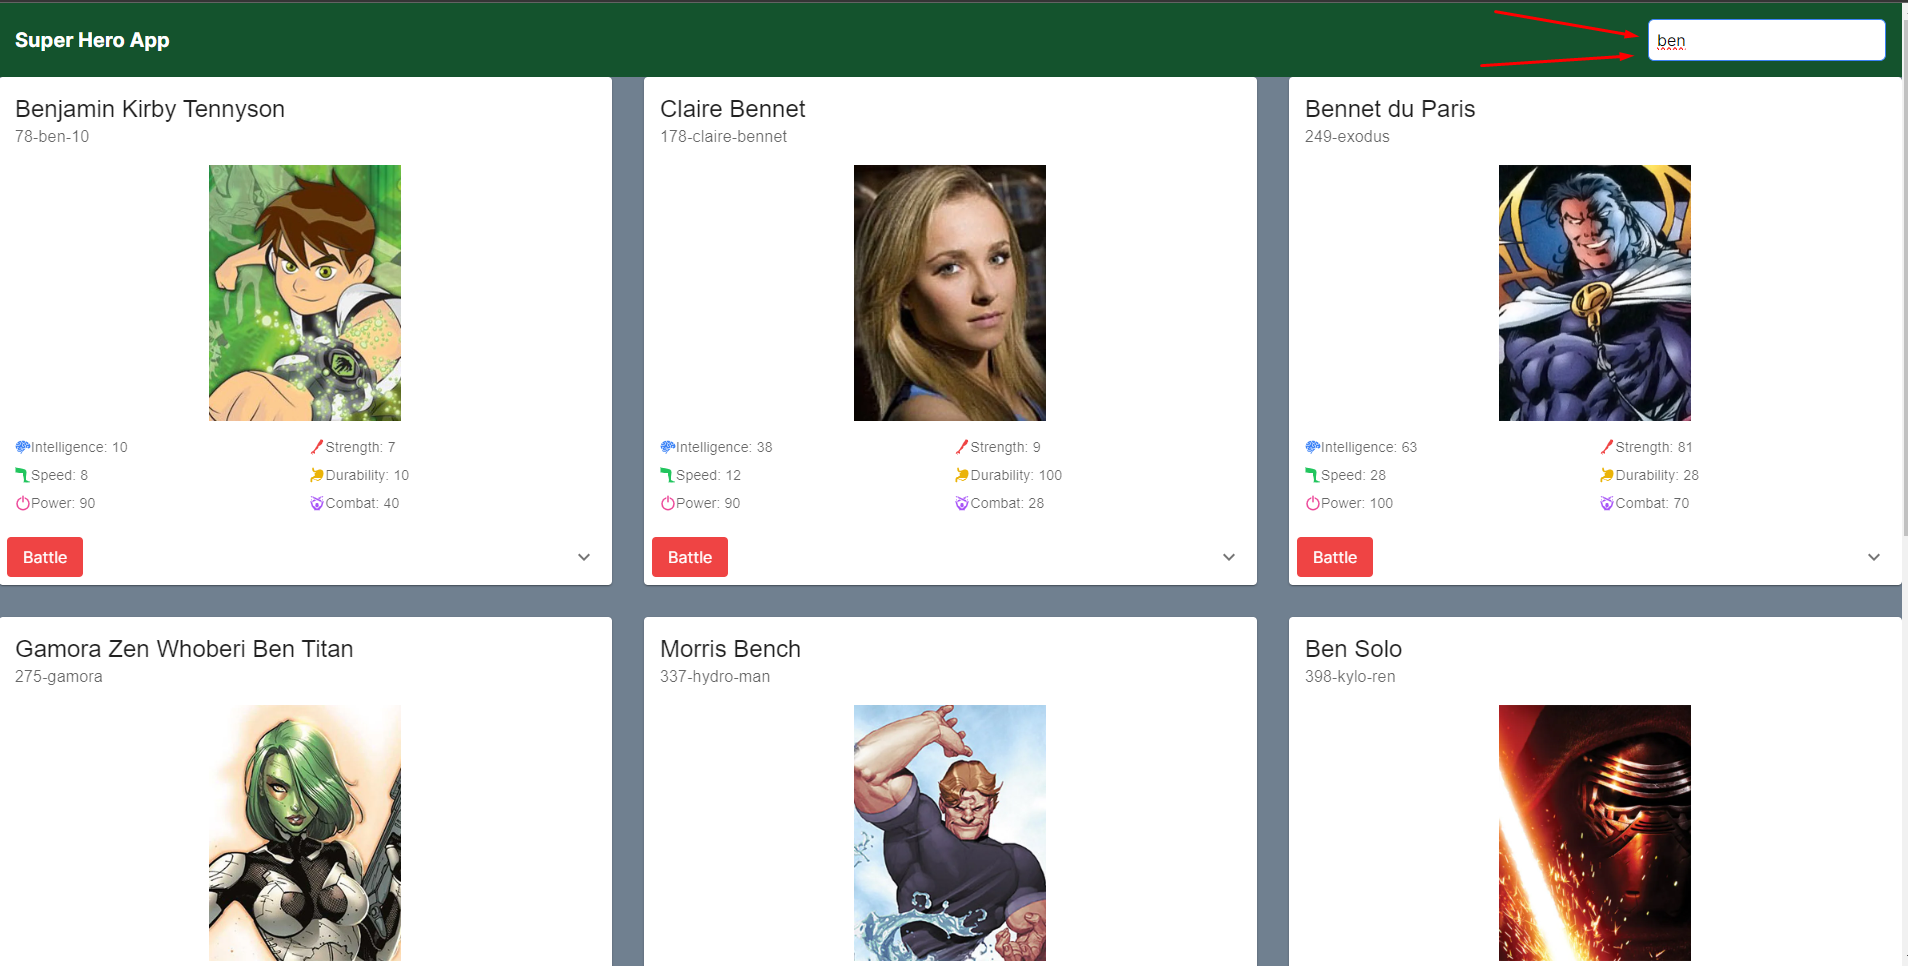 Super Hero App
ben
Benjamin Kirby Tennyson
78-ben-10
Intelligence: 10
Strength: 7
Speed: 8
Durability: 10
Power: 90
Combat: 40
Battle
Claire Bennet
178-claire-bennet
Intelligence: 38
Strength: 9
Speed: 12
Durability: 100
Power: 90
Combat: 28
Battle
Bennet du Paris
249-exodus
Intelligence: 63
Strength: 81
Speed: 28
Durability: 28
Power: 100
Combat: 70
Battle
Gamora Zen Whoberi Ben Titan
275-gamora
Morris Bench
337-hydro-man
Ben Solo
398-kylo-ren